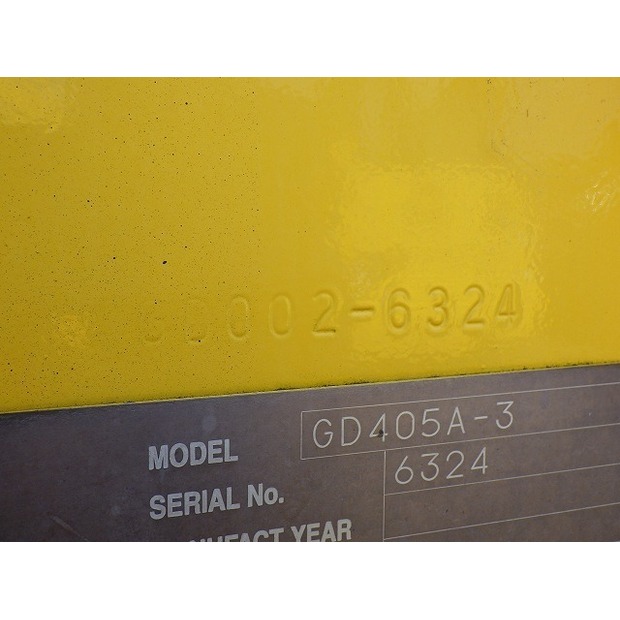 GD002-6324
MODEL GD405A-3
SERIAL No. 6324
YEAR